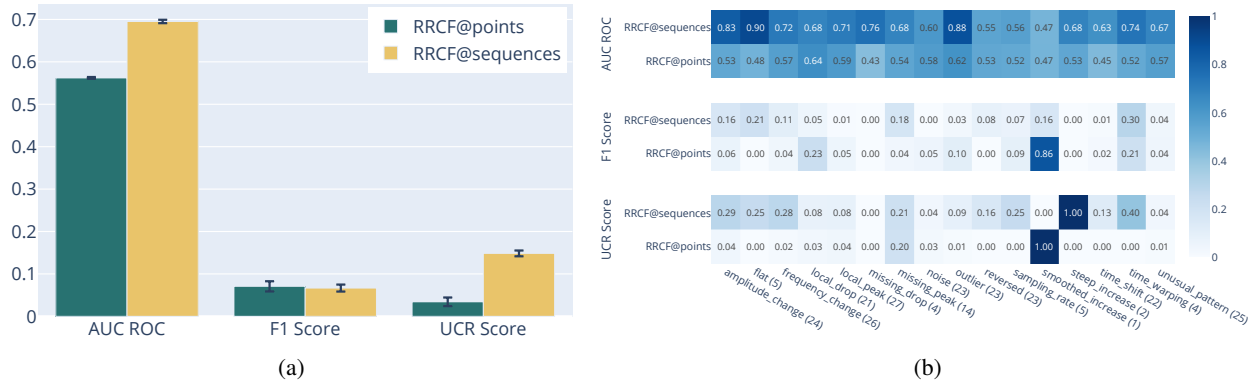 0.7
0.6
0.5
0.4
0.3
0.2
0.1
0
RRCF@points
RRCF@sequences
AUC ROC F1 Score UCR Score
(a)
AUC ROC
RRCF@sequences 0.83 0.90 0.72 0.68 0.71 0.76 0.68 0.60 0.88 0.55 0.56 0.47 0.68 0.63 0.74 0.67
RRCF@points 0.53 0.48 0.57 0.64 0.59 0.43 0.54 0.58 0.62 0.53 0.52 0.47 0.53 0.45 0.52 0.57
F1 Score
RRCF@sequences 0.16 0.21 0.11 0.05 0.01 0.00 0.18 0.00 0.03 0.08 0.07 0.16 0.00 0.01 0.30 0.04
RRCF@points 0.06 0.00 0.04 0.23 0.05 0.00 0.04 0.05 0.10 0.00 0.09 0.86 0.00 0.02 0.21 0.04
UCR Score
RRCF@sequences 0.29 0.25 0.28 0.08 0.08 0.00 0.21 0.04 0.09 0.16 0.25 0.00 1.00 0.13 0.40 0.04
RRCF@points 0.04 0.00 0.02 0.03 0.04 0.00 0.20 0.03 0.01 0.00 0.00 1.00 0.00 0.00 0.00 0.01
amplitude_change (24)
flat (5)
frequency_change (26)
local_drop (21)
local_peak (27)
missing_drop (4)
missing_peak (14)
noise (23)
outlier (23)
reversed (23)
sampling_rate (5)
smoothed_increase (1)
steep_increase (2)
time_shift (22)
time_warping (4)
unusual_pattern (25)
1
0.8
0.6
0.4
0.2
0
(b)